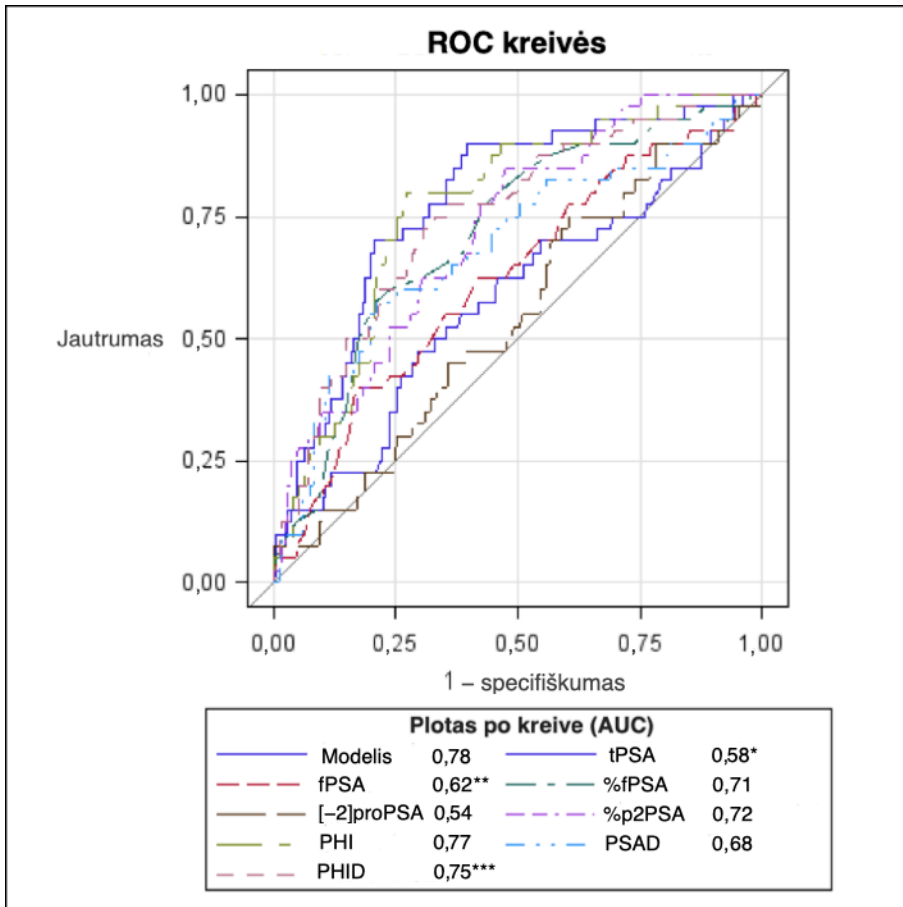 ROC kreivės
1,00
0,75
Jautrumas
0,50
0,25
0,00
0,00 0,25 0,50 0,75 1,00
1 – specifiškumas
Plotas po kreive (AUC)
Modelis 0,78 tPSA 0,58*
fPSA 0,62** %fPSA 0,71
[−2]proPSA 0,54 %p2PSA 0,72
PHI 0,77 PSAD 0,68
PHID 0,75***